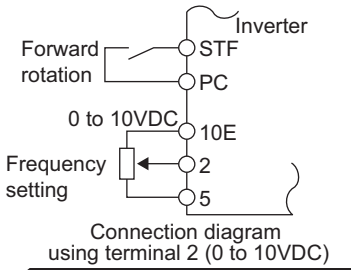 Inverter
Forward
rotation
STF
PC
0 to 10VDC
10E
Frequency
setting
2
5
Connection diagram
using terminal 2 (0 to 10VDC)